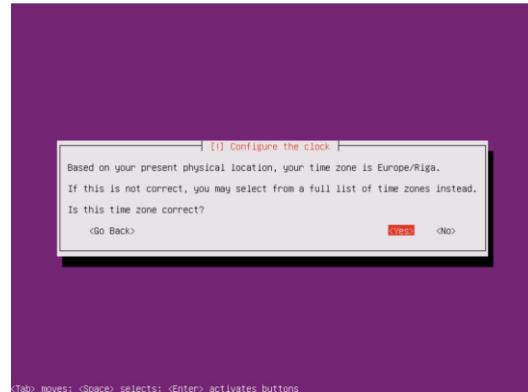 [!] Configure the clock
Based on your present physical location, your time zone is Europe/Riga.
If this is not correct, you may select from a full list of time zones instead.
Is this time zone correct?
<Go Back> <Yes> <No>
<Tab> moves; <Space> selects; <Enter> activates buttons